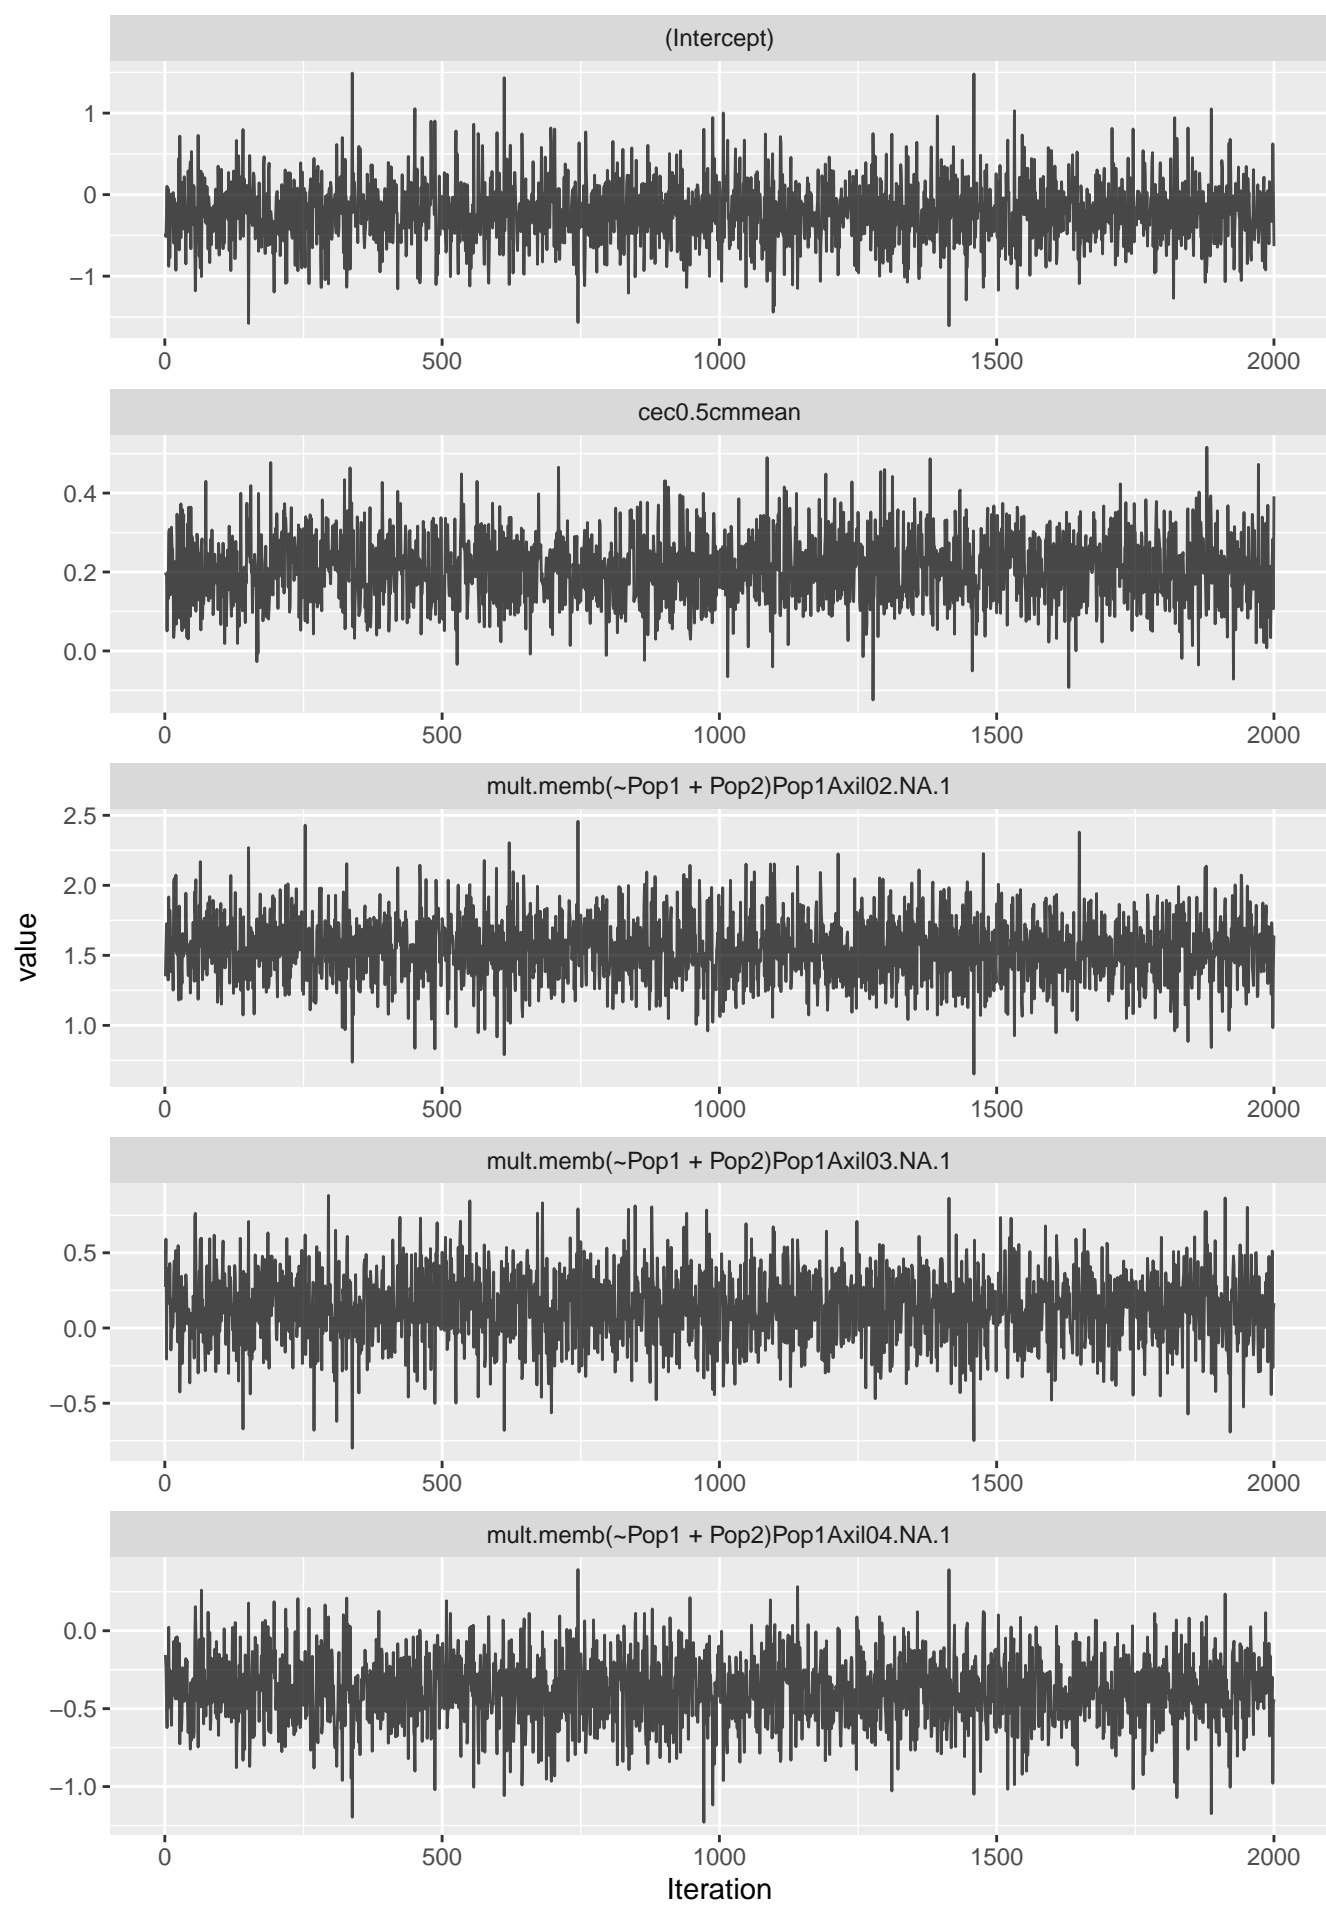 (Intercept)
1
0
−1
0 500 1000 1500 2000
cec0.5cmmean
0.4
0.2
0.0
0 500 1000 1500 2000
mult.memb(~Pop1 + Pop2)Pop1Axil02.NA.1
2.5
2.0
1.5
1.0
0 500 1000 1500 2000
value
mult.memb(~Pop1 + Pop2)Pop1Axil03.NA.1
0.5
0.0
−0.5
0 500 1000 1500 2000
mult.memb(~Pop1 + Pop2)Pop1Axil04.NA.1
0.0
−0.5
−1.0
0 500 1000 1500 2000
Iteration